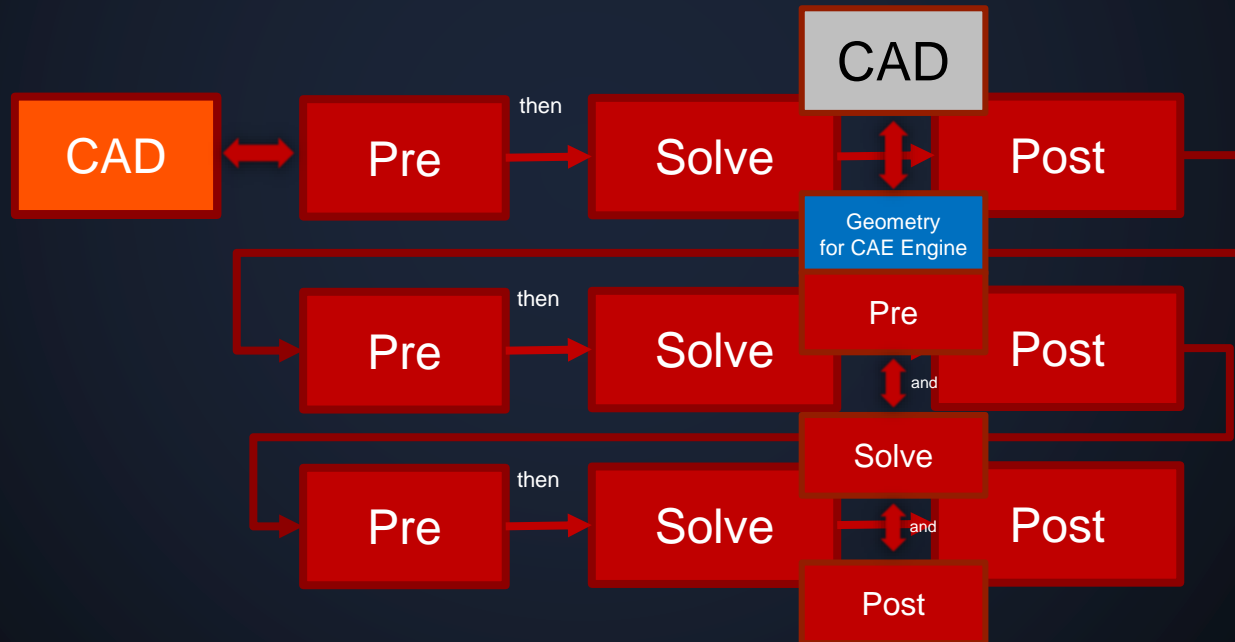 CAD
CAD
then
Pre
Solve
Post
Geometry
for CAE Engine
then
Pre
Pre
Solve
Post
and
Solve
then
Pre
Solve
and
Post
Post